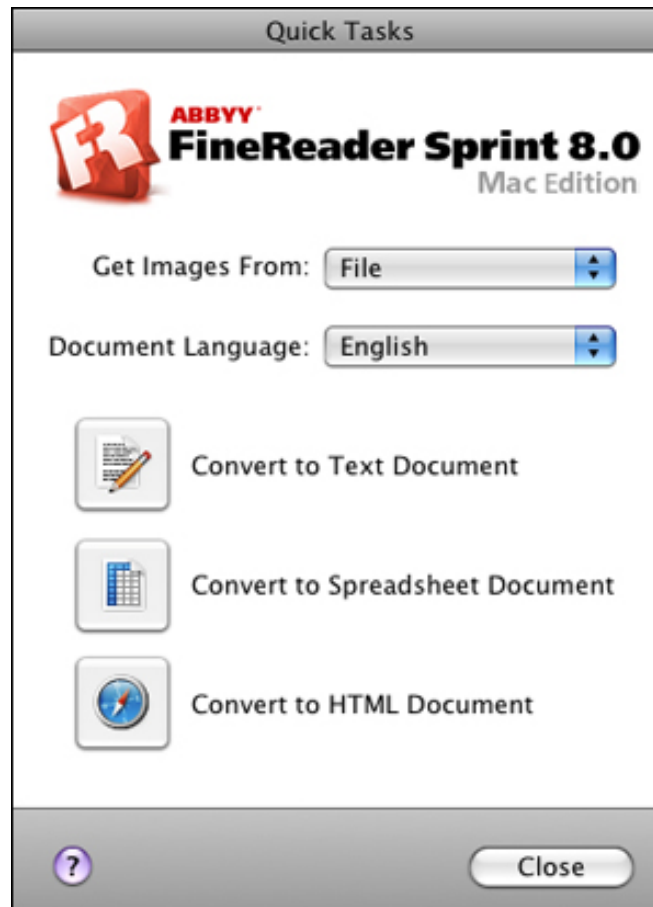 Quick Tasks
ABBYY
FineReader Sprint 8.0
Mac Edition
Get Images From: File
Document Language: English
Convert to Text Document
Convert to Spreadsheet Document
Convert to HTML Document
? Close